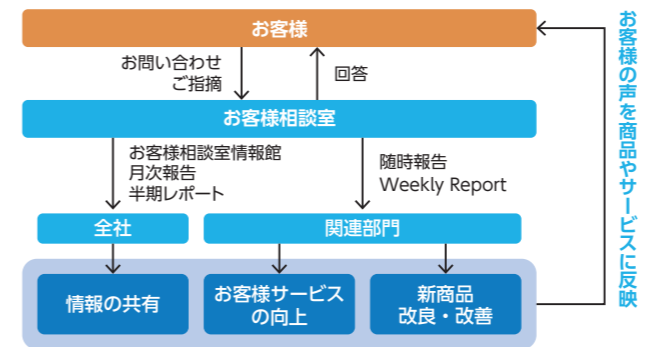 お客様
お問い合わせ
ご指摘
回答
お客様相談室
お客様相談室情報館
月次報告
半期レポート
随時報告
Weekly Report
全社
関連部門
情報の共有
お客様サービス
の向上
新商品
改良・改善
お客様の声を商品やサービスに反映